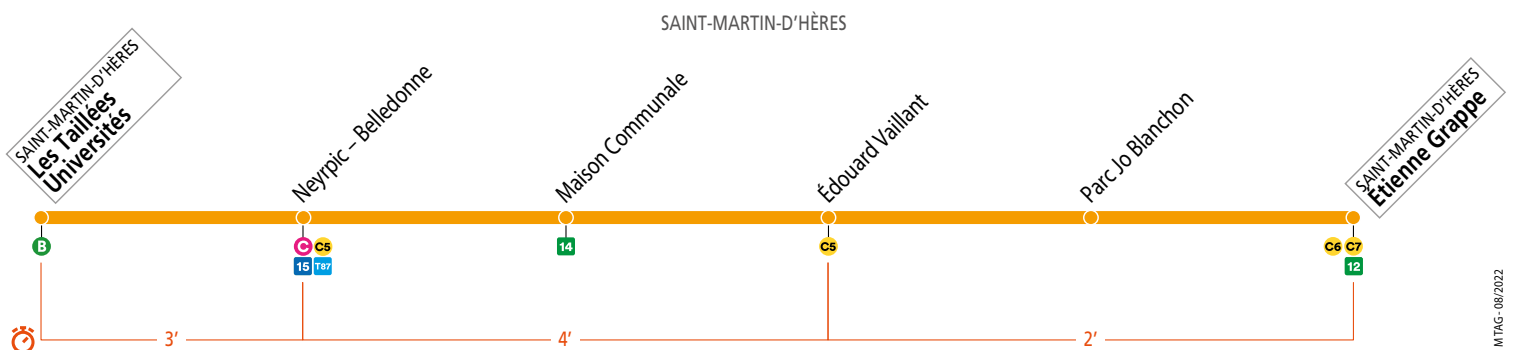 SAINT-MARTIN-D’HÈRES
SAINT-MARTIN-D’HÈRES
Les Taillées
Universités
Neyrpic – Belledonne
Maison Communale
Édouard Vaillant
Parc Jo Blanchon
SAINT-MARTIN-D’HÈRES
Étienne Grappe
B
C C5
15 T87
14
C5
C6 C7
12
3’
4’
2’
M TAG - 08/2022